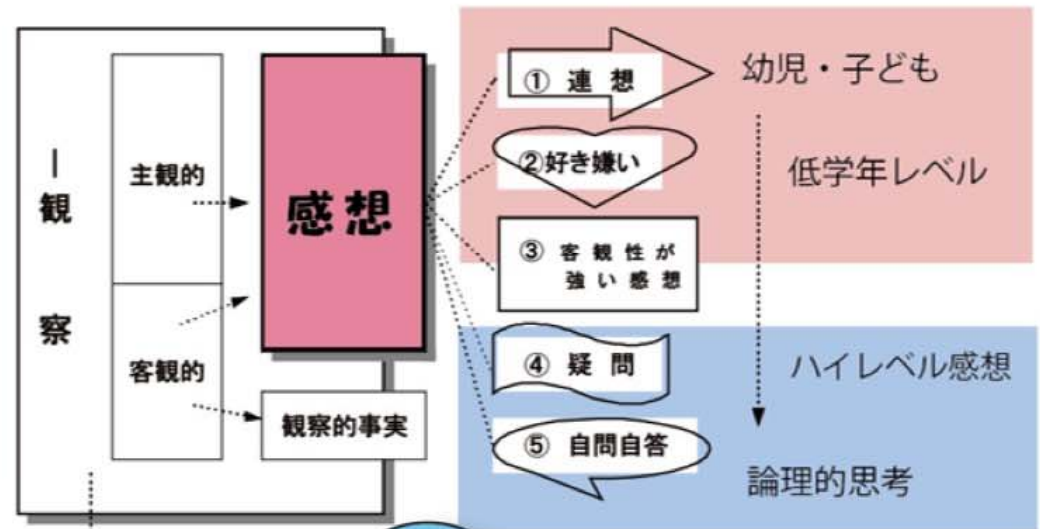 －観察
主観的
客観的
感想
観察的事実
① 連想
②好き嫌い
③ 客観性が
強い感想
④ 疑問
⑤ 自問自答
幼児・子ども
低学年レベル
ハイレベル感想
論理的思考